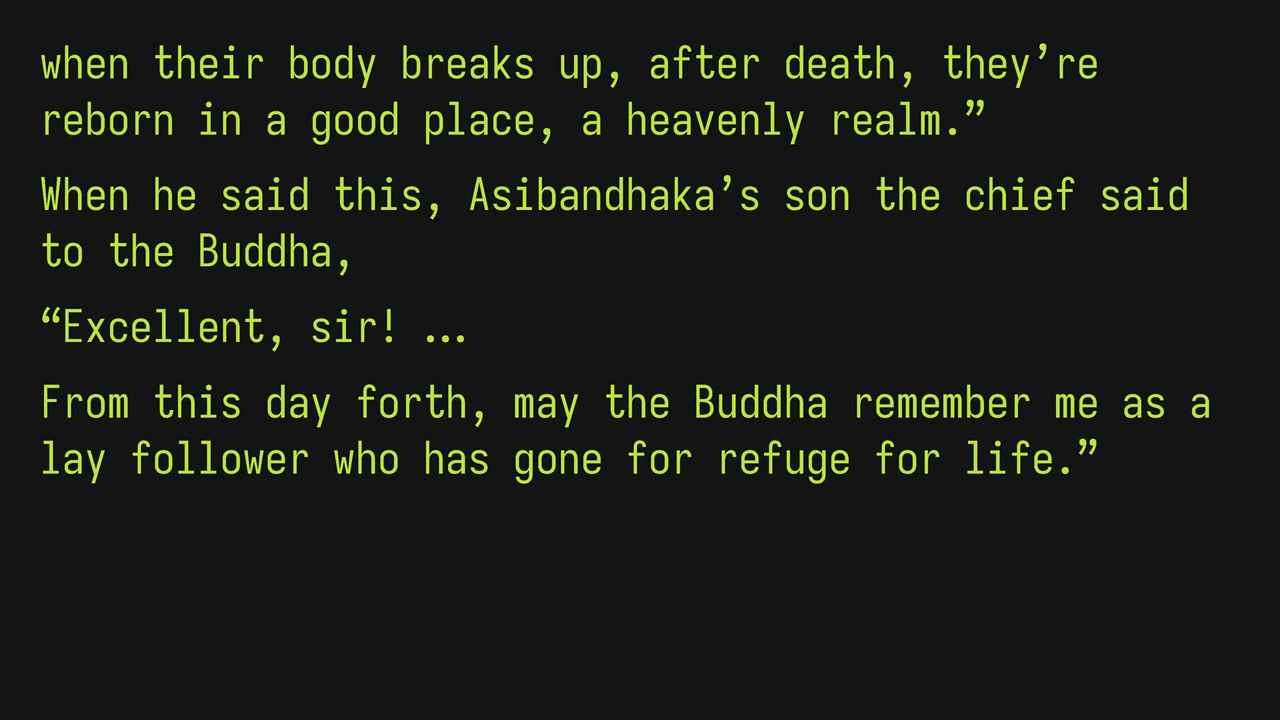 when their body breaks up, after death, they’re
reborn in a good place, a heavenly realm.”
When he said this, Asibandhaka’s son the chief said
to the Buddha,
“Excellent, sir! …
From this day forth, may the Buddha remember me as a
lay follower who has gone for refuge for life.”